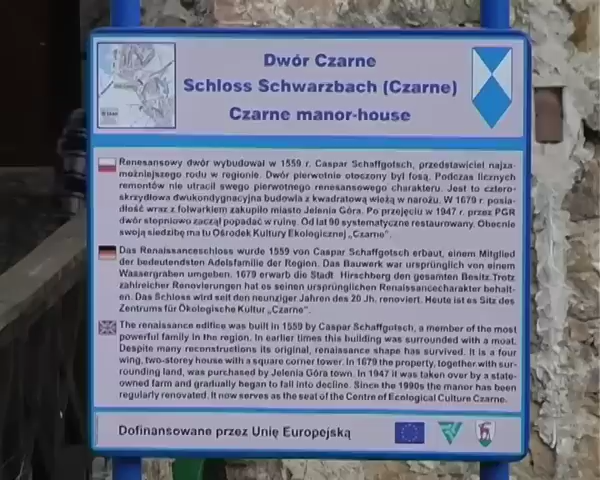 Dwór Czarne
Schloss Schwarzbach (Czarne)
Czarne manor-house
Renesansowy dwór wybudował w 1559 r. Caspar Schaffgotsch, przedstawiciel najza-
możniejszego rodu w regionie. Dwór pierwotnie otoczony był fosą. Podczas licznych
remontów nie utracił swego pierwotnego renesansowego charakteru. Jest to cztero-
skrzydłowa dwukondygnacyjna budowla z kwadratową wieżą w narożu. W 1679 r. posia-
dłość wraz z folwarkiem zakupiło miasto Jelenia Góra. Po przejęciu w 1947 r. przez PGR
dwór stopniowo zaczął popadać w ruinę. Od lat 90 systematyczne restaurowany. Obecnie
swoją siedzibę ma tu Ośrodek Kultury Ekologicznej „Czarne".
Das Renaissanceschloss wurde 1559 von Caspar Schaffgotsch erbaut, einem Mitglied
der bedeutendsten Adelsfamilie der Region. Das Bauwerk war ursprünglich von einem
Wassergraben umgeben. 1679 erwarb die Stadt Hirschberg den gesamten Besitz. Trotz
zahlreicher Renovierungen hat es seinen ursprünglichen Renaissancecharakter behalt-
en. Das Schloss wird seit den neunziger Jahren des 20 Jh. renoviert. Heute ist es Sitz des
Zentrums für Ökologische Kultur „Czarne".
The renaissance edifice was built in 1559 by Caspar Schaffgotsch, a member of the most
powerful family in the region. In earlier times this building was surrounded with a moat.
Despite many reconstructions its original, renaissance shape has survived. It is a four
wing, two-storey house with a square corner tower. In 1679 the property, together with sur-
rounding land, was purchased by Jelenia Góra town. In 1947 it was taken over by a state-
owned farm and gradually began to fall into decline. Since the 1990s the manor has been
regularly renovated. It now serves as the seat of the Centre of Ecological Culture Czarne.
Dofinansowane przez Unię Europejską